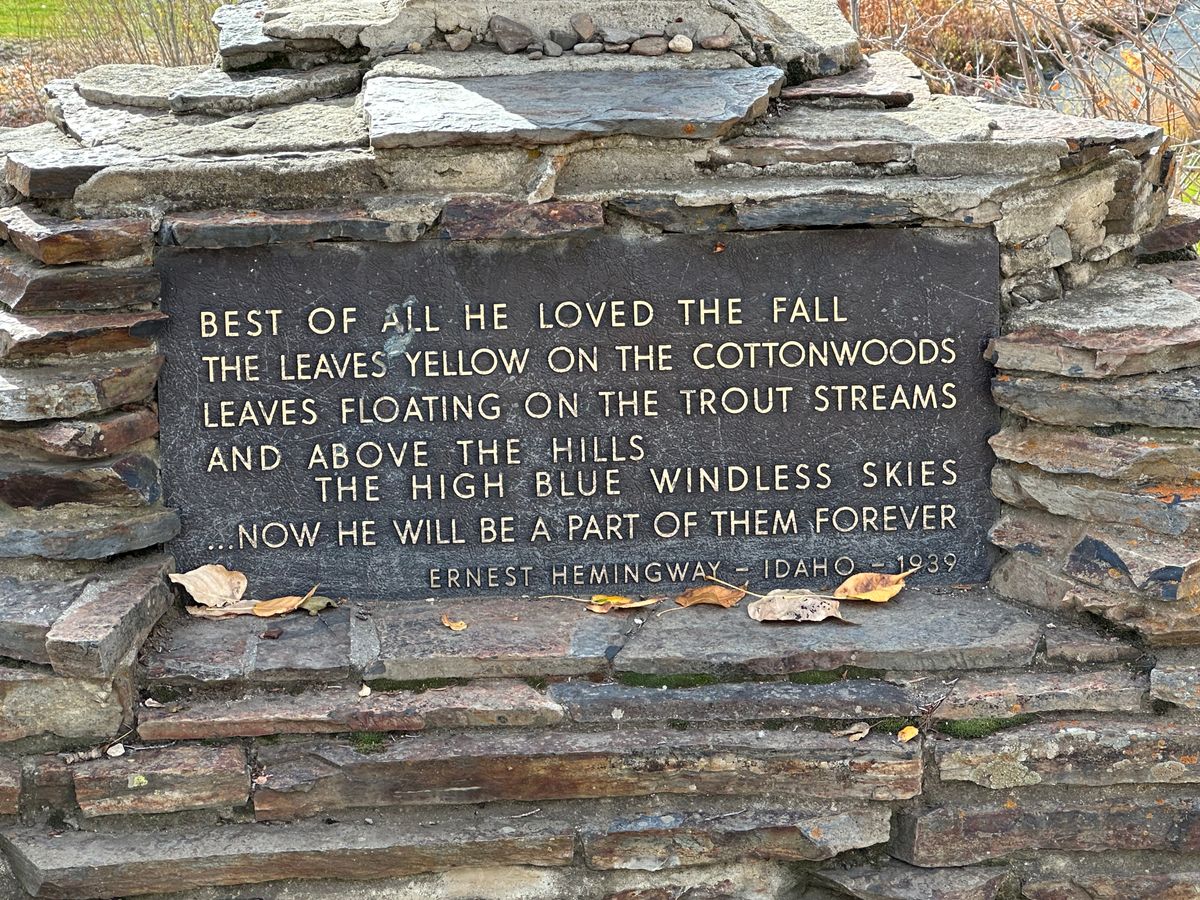 BEST OF ALL HE LOVED THE FALL
THE LEAVES YELLOW ON THE COTTONWOODS
LEAVES FLOATING ON THE TROUT STREAMS
AND ABOVE THE HILLS
THE HIGH BLUE WINDLESS SKIES
...NOW HE WILL BE A PART OF THEM FOREVER
ERNEST HEMINGWAY – IDAHO – 1939